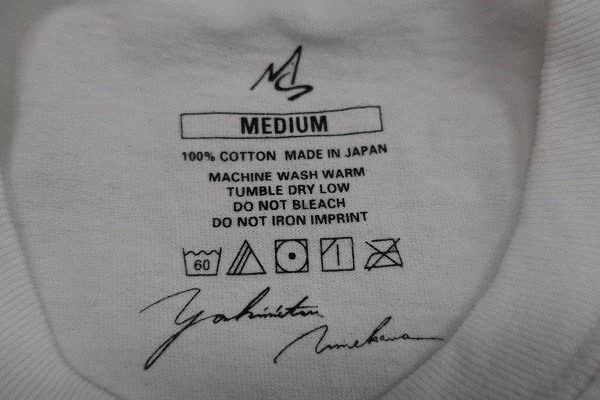 MEDIUM
100% COTTON MADE IN JAPAN
MACHINE WASH WARM
TUMBLE DRY LOW
DO NOT BLEACH
DO NOT IRON IMPRINT
60